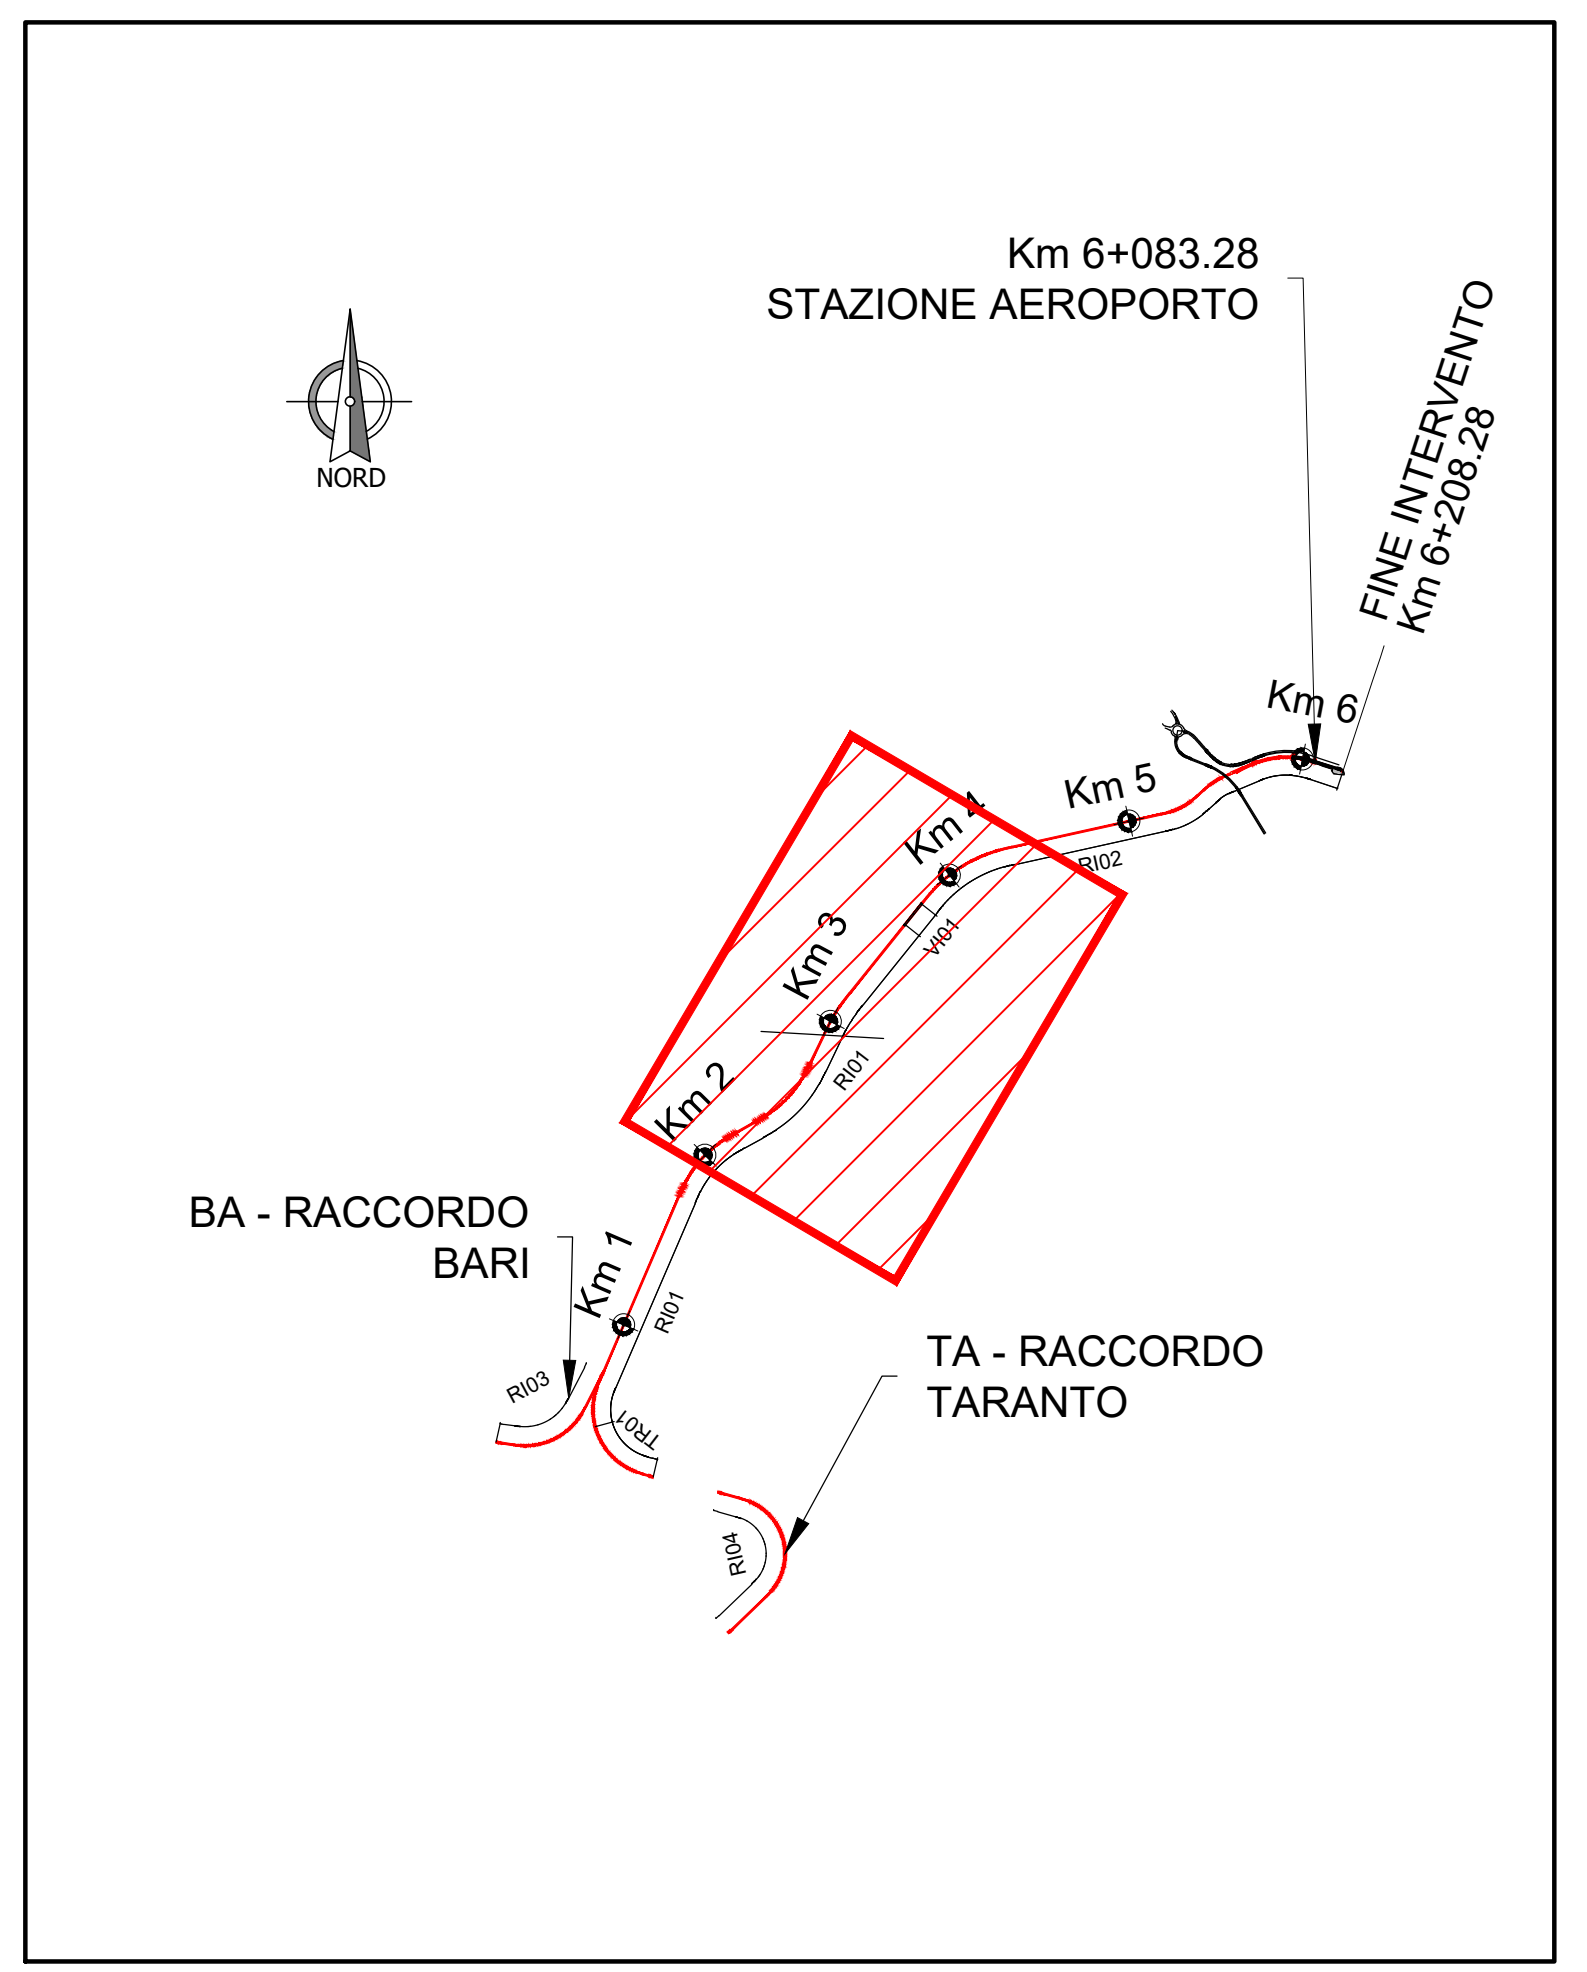 Km 6+083.28
STAZIONE AEROPORTO
FINE INTERVENTO
Km 6+208.28
NORD
Km 6
Km 5
Km 4
RI02
Km 3
VI01
RI01
Km 2
BA - RACCORDO
BARI
Km 1
RI01
TA - RACCORDO
TARANTO
RI03
TR01
RI04